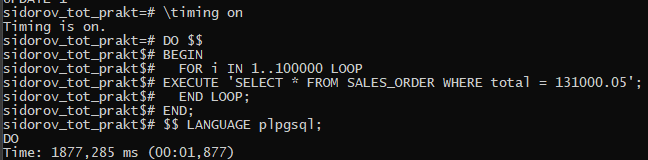 sidorov_tot_prakt=# \timing on
Timing is on.
sidorov_tot_prakt=# DO $$
sidorov_tot_prakt$# BEGIN
sidorov_tot_prakt$#   FOR i IN 1..100000 LOOP
sidorov_tot_prakt$# EXECUTE 'SELECT * FROM SALES_ORDER WHERE total = 131000.05';
sidorov_tot_prakt$#   END LOOP;
sidorov_tot_prakt$# END;
sidorov_tot_prakt$# $$ LANGUAGE plpgsql;
DO
Time: 1877,285 ms (00:01,877)